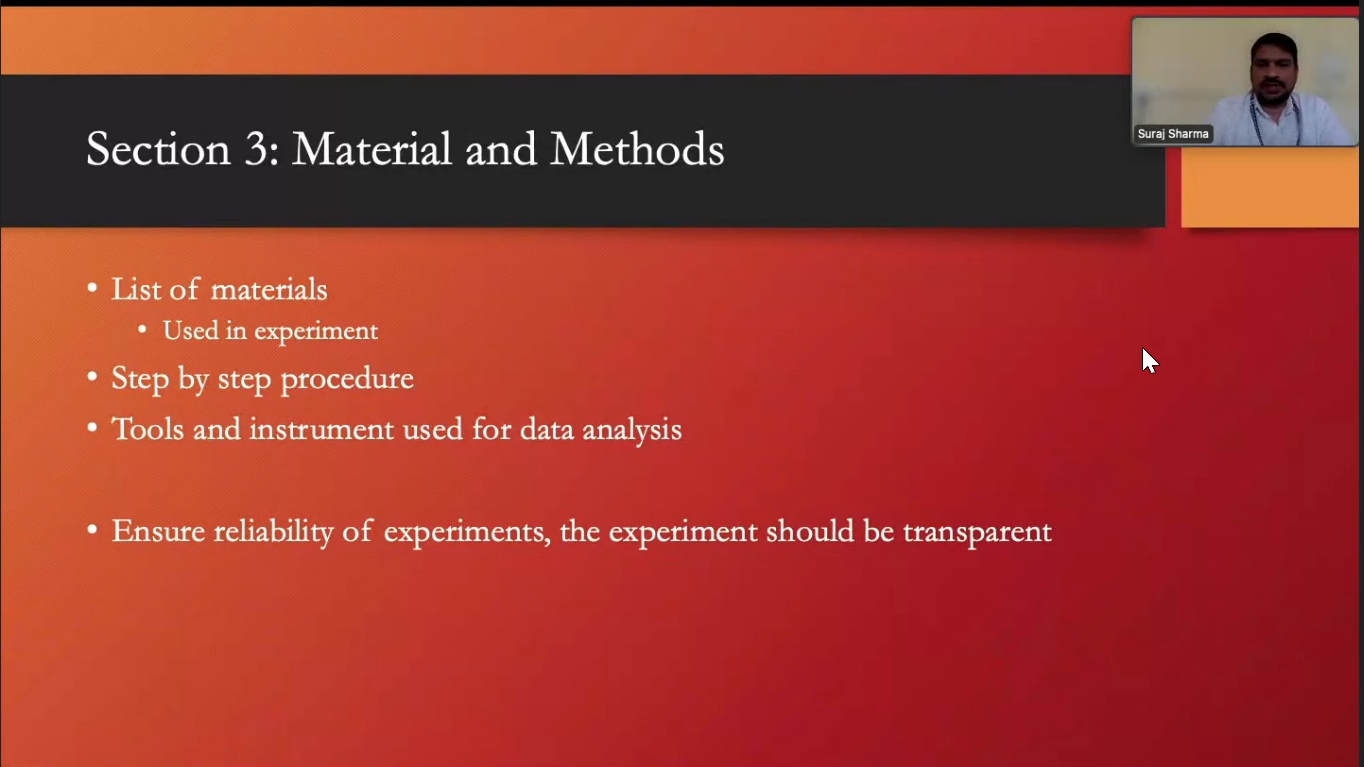 Section 3: Material and Methods
Suraj Sharma
• List of materials
• Used in experiment
• Step by step procedure
• Tools and instrument used for data analysis
• Ensure reliability of experiments, the experiment should be transparent